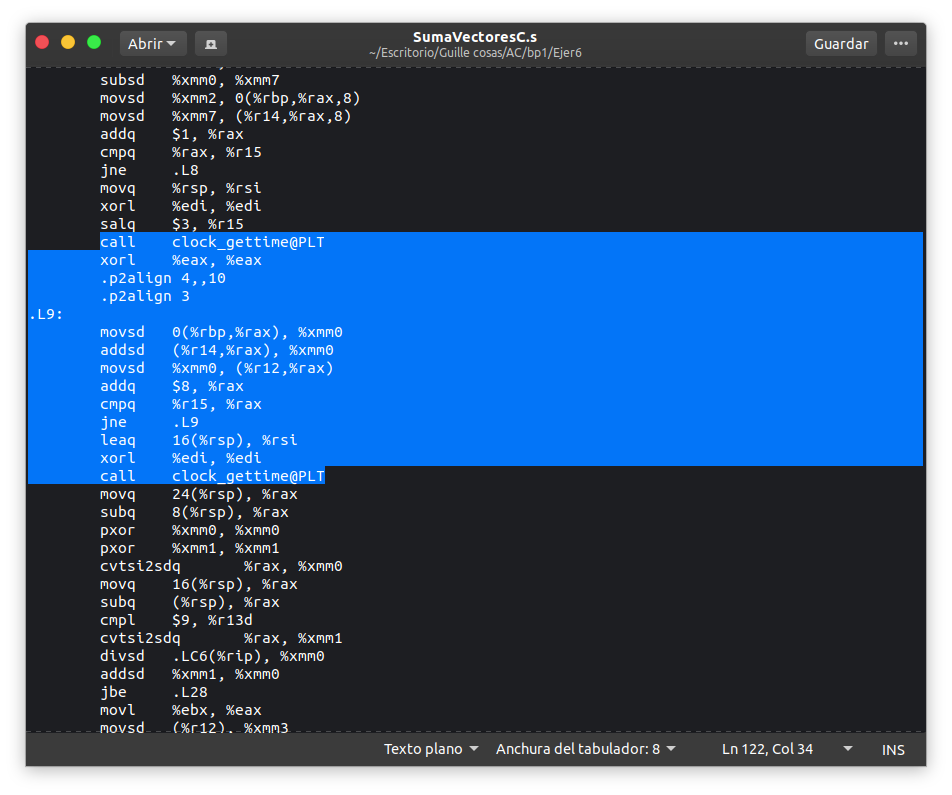 Abrir
SumaVectoresC.s
~/Escritorio/Guille cosas/AC/bp1/Ejer6
Guardar
subsd %xmm0, %xmm7
movsd %xmm2, 0(%rbp,%rax,8)
movsd %xmm7, (%r14,%rax,8)
addq $1, %rax
cmpq %rax, %r15
jne .L8
movq %rsp, %rsi
xorl %edi, %edi
salq $3, %r15
call clock_gettime@PLT
xorl %eax, %eax
.p2align 4,,10
.p2align 3
.L9:
movsd 0(%rbp,%rax), %xmm0
addsd (%r14,%rax), %xmm0
movsd %xmm0, (%r12,%rax)
addq $8, %rax
cmpq %r15, %rax
jne .L9
leaq 16(%rsp), %rsi
xorl %edi, %edi
call clock_gettime@PLT
movq 24(%rsp), %rax
subq 8(%rsp), %rax
pxor %xmm0, %xmm0
pxor %xmm1, %xmm1
cvtsi2sdq %rax, %xmm0
movq 16(%rsp), %rax
subq (%rsp), %rax
cmpl $9, %r13d
cvtsi2sdq %rax, %xmm1
divsd .LC6(%rip), %xmm0
addsd %xmm1, %xmm0
jbe .L28
movl %ebx, %eax
movsd (%r12), %xmm3
Texto plano Anchura del tabulador: 8 Ln 122, Col 34 INS